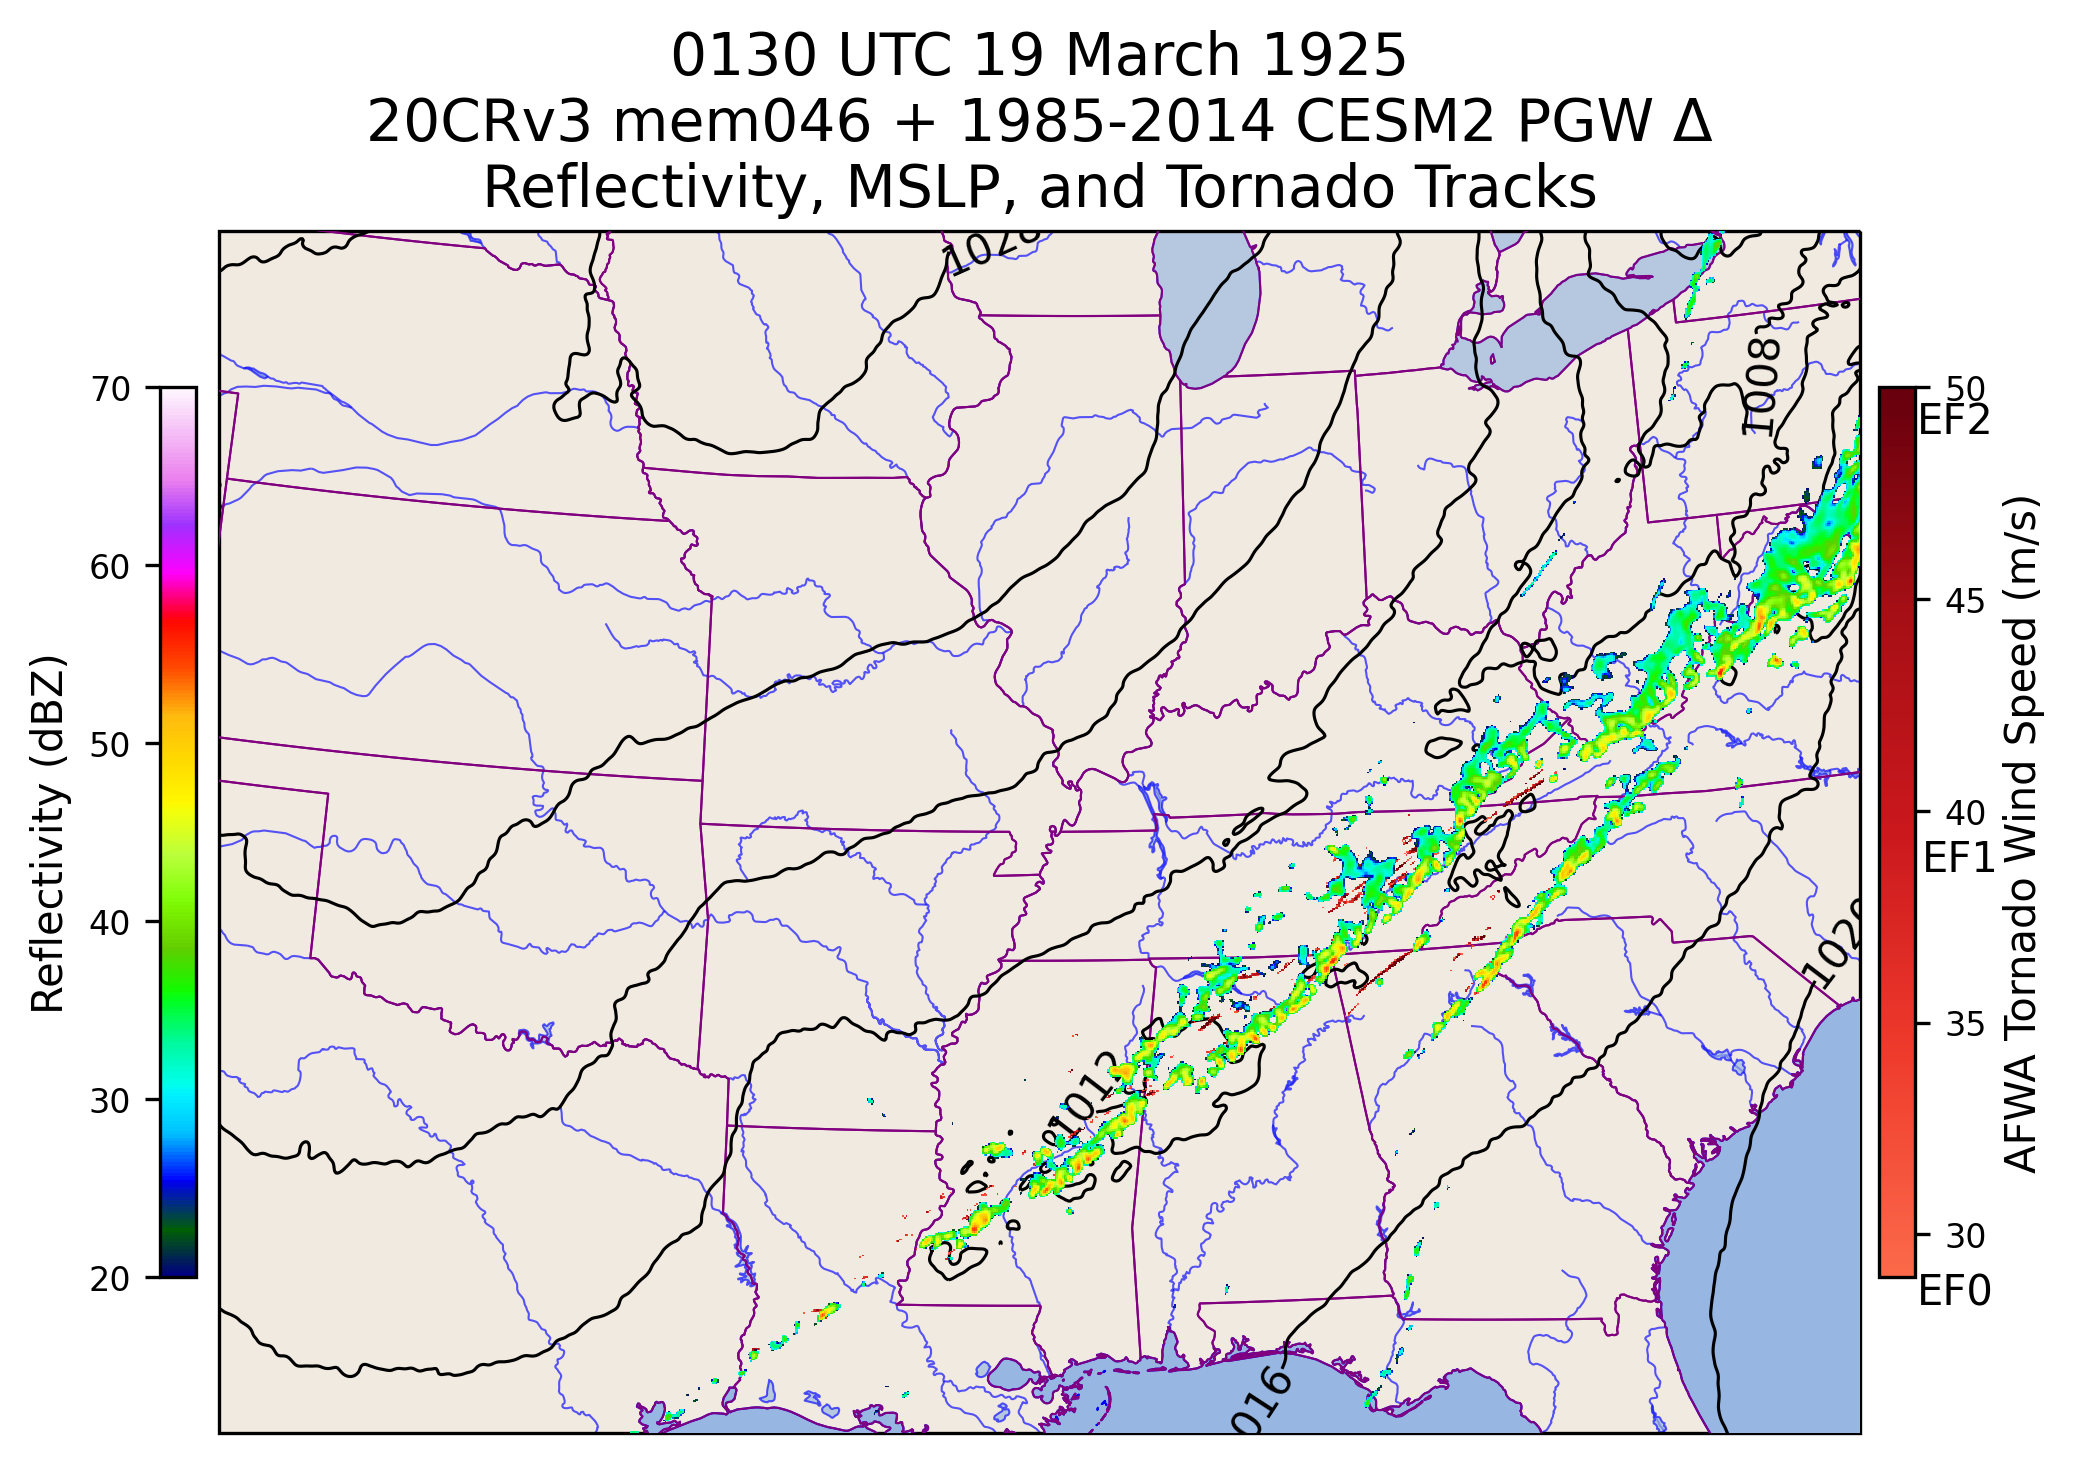 0130 UTC 19 March 1925
20CRv3 mem046 + 1985-2014 CESM2 PGW Δ
Reflectivity, MSLP, and Tornado Tracks
Reflectivity (dBZ)
70
60
50
40
30
20
1028
1008
1020
1012
1016
50
EF2
45
40
EF1
35
30
EF0
AFWA Tornado Wind Speed (m/s)